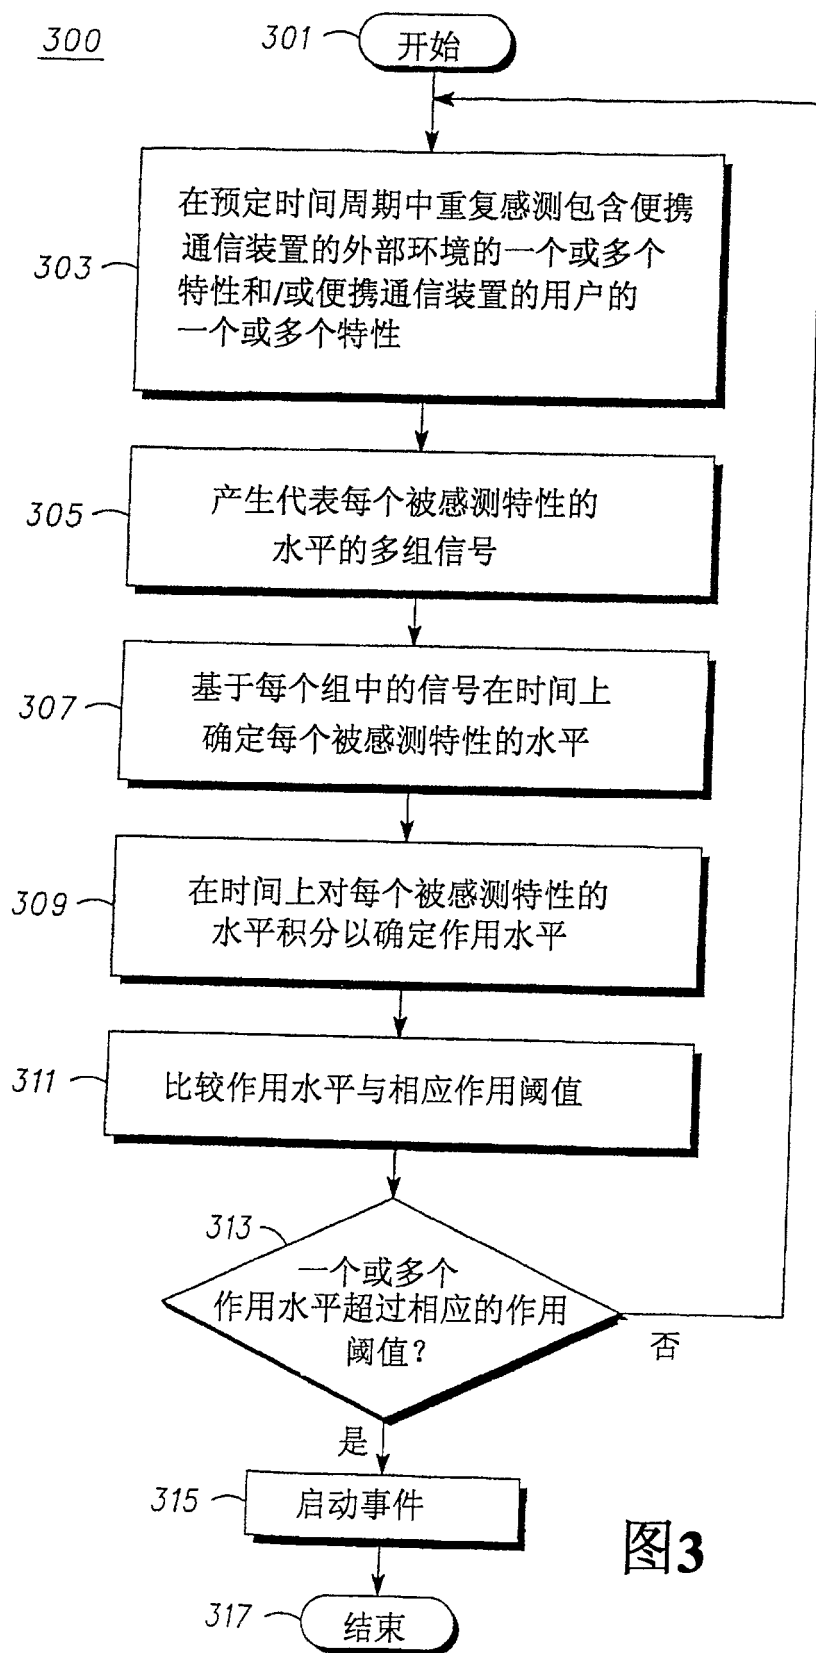 300
301
开始
303
在预定时间周期中重复感测包含便携
通信装置的外部环境的一个或多个
特性和/或便携通信装置的用户的
一个或多个特性
305
产生代表每个被感测特性的
水平的多组信号
307
基于每个组中的信号在时间上
确定每个被感测特性的水平
309
在时间上对每个被感测特性的
水平积分以确定作用水平
311
比较作用水平与相应作用阈值
313
一个或多个
作用水平超过相应的作用
阈值?
否
是
315
启动事件
317
结束
图3